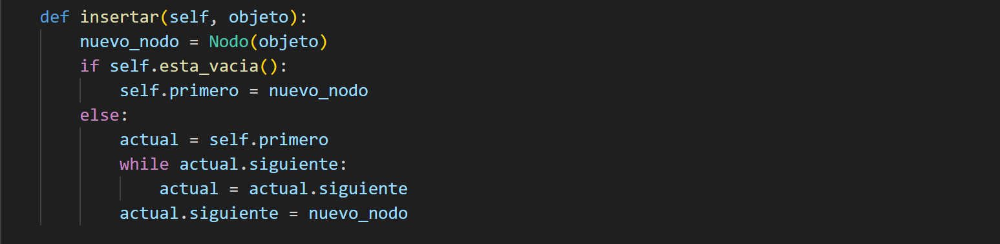 def insertar(self, objeto):
    nuevo_nodo = Nodo(objeto)
    if self.esta_vacia():
        self.primero = nuevo_nodo
    else:
        actual = self.primero
        while actual.siguiente:
            actual = actual.siguiente
        actual.siguiente = nuevo_nodo